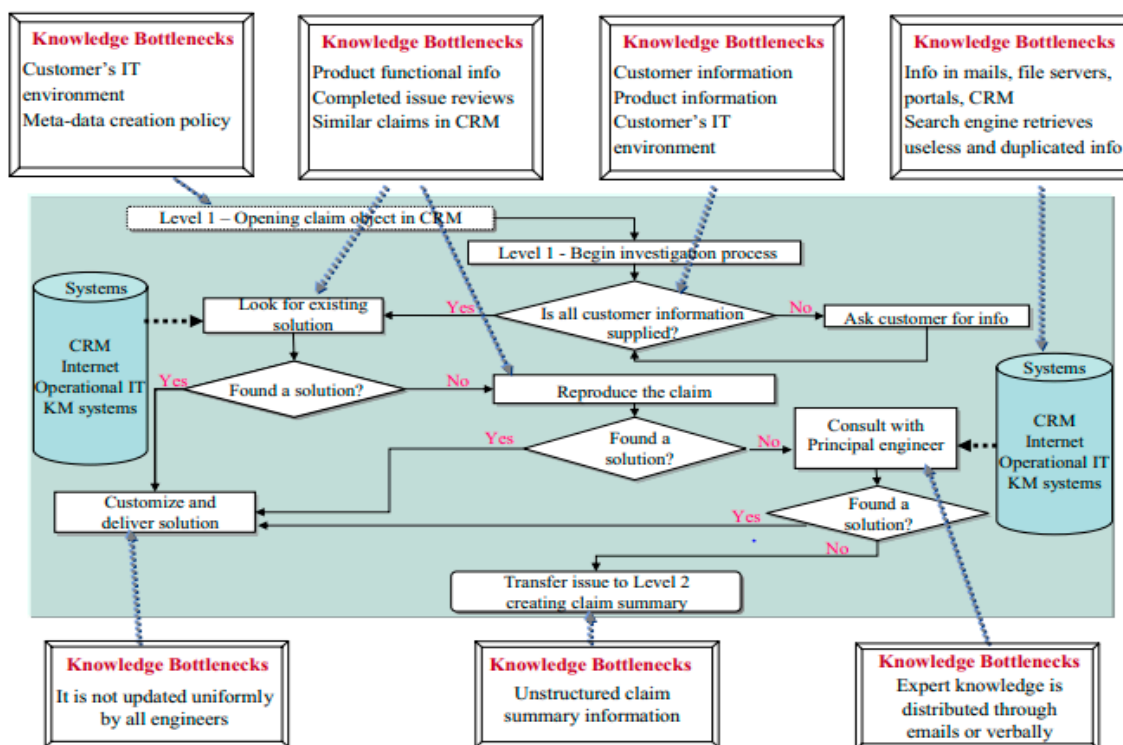 Knowledge Bottlenecks
Customer's IT
environment
Meta-data creation policy
Knowledge Bottlenecks
Product functional info
Completed issue reviews
Similar claims in CRM
Knowledge Bottlenecks
Customer information
Product information
Customer's IT
environment
Knowledge Bottlenecks
Info in mails, file servers,
portals, CRM
Search engine retrieves
useless and duplicated info
Level 1 – Opening claim object in CRM
Level 1 - Begin investigation process
Systems
CRM
Internet
Operational IT
KM systems
Look for existing
solution
Yes
Is all customer information
supplied?
No
Ask customer for info
Yes
Found a solution?
No
Reproduce the claim
Systems
CRM
Internet
Operational IT
KM systems
Yes
Found a
solution?
No
Consult with
Principal engineer
Customize and
deliver solution
Yes
Found a
solution?
No
Transfer issue to Level 2
creating claim summary
Knowledge Bottlenecks
It is not updated uniformly
by all engineers
Knowledge Bottlenecks
Unstructured claim
summary information
Knowledge Bottlenecks
Expert knowledge is
distributed through
emails or verbally